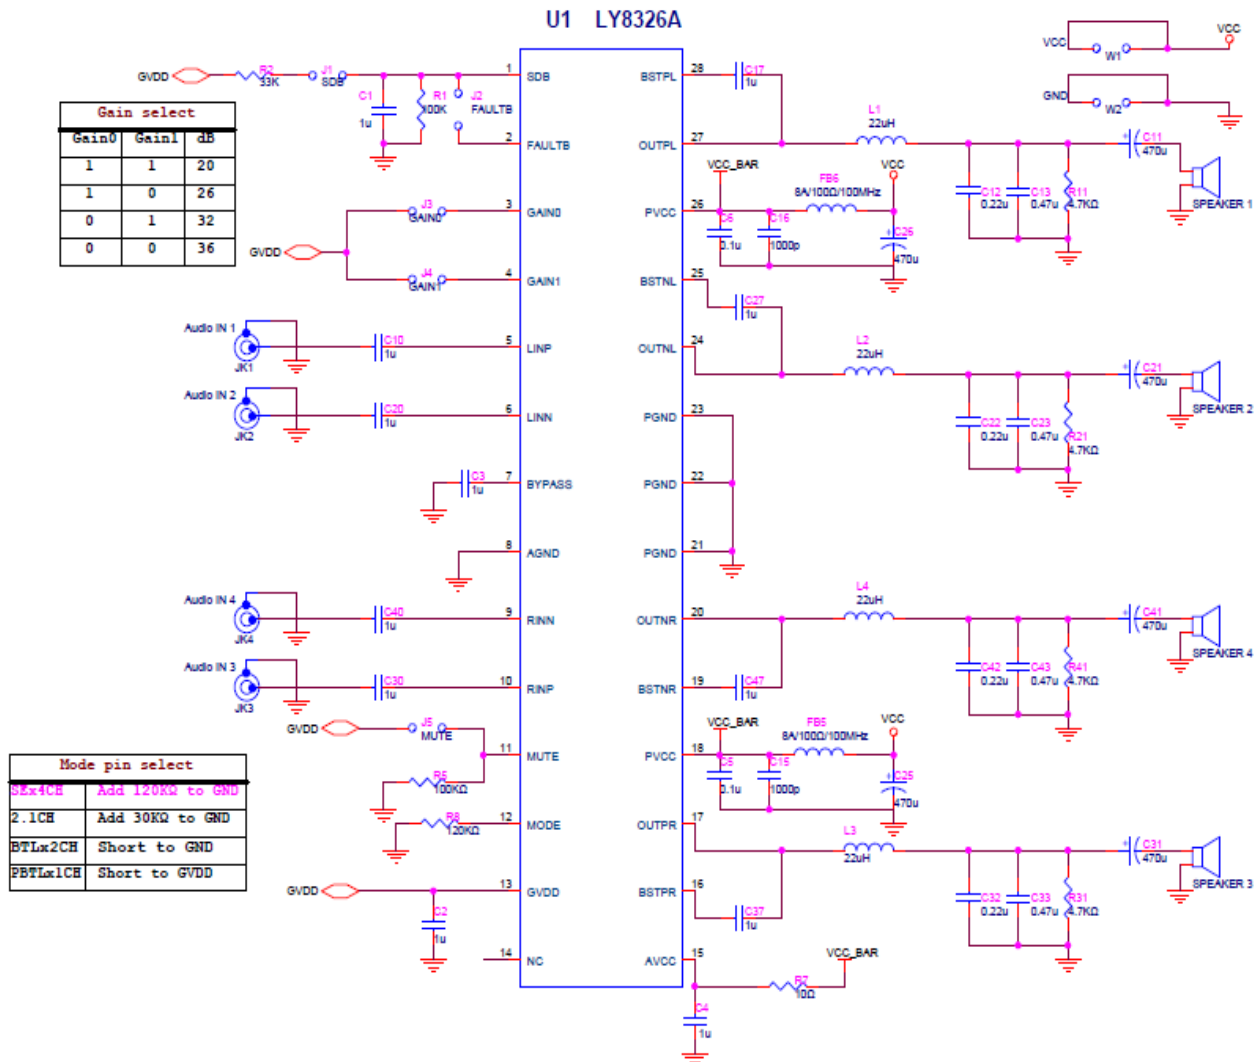 U1 LY8326A
GVDD
R2
33K
J1
SDB
C1
1u
R1
100K
J2
FAULTB
1
SDB
2
FAULTB
Gain select
Gain0 Gain1 dB
1 1 20
1 0 26
0 1 32
0 0 36
GVDD
J3
GAIN0
J4
GAIN1
3
GAIN0
4
GAIN1
Audio IN 1
JK1
C10
1u
5
LINP
Audio IN 2
JK2
C20
1u
6
LINN
C3
1u
7
BYPASS
8
AGND
Audio IN 4
JK4
C40
1u
9
RINN
Audio IN 3
JK3
C30
1u
10
RINP
GVDD
J5
MUTE
11
MUTE
R5
100KΩ
R6
120KΩ
12
MODE
Mode pin select
SEx4CH Add 120KΩ to GND
2.1CH Add 30KΩ to GND
BTLx2CH Short to GND
PBTLx1CH Short to GVDD
GVDD
C2
1u
13
GVDD
14
NC
BSTPL
28
C17
1u
OUTPL
27
L1
22uH
VCC
W1
VCC
GND
W2
C12
0.22u
C13
0.47u
R11
4.7KΩ
C11
470u
SPEAKER 1
VCC_BAR
FB6
8A/100Ω/100MHz
VCC
PVCC
26
C6
0.1u
C16
1000p
C26
470u
BSTNL
25
C27
1u
OUTNL
24
L2
22uH
C22
0.22u
C23
0.47u
R21
4.7KΩ
C21
470u
SPEAKER 2
PGND
23
PGND
22
PGND
21
OUTNR
20
L4
22uH
C42
0.22u
C43
0.47u
R41
4.7KΩ
C41
470u
SPEAKER 4
BSTNR
19
C47
1u
VCC_BAR
FB5
8A/100Ω/100MHz
VCC
PVCC
18
C5
0.1u
C15
1000p
C25
470u
OUTPR
17
L3
22uH
C32
0.22u
C33
0.47u
R31
4.7KΩ
C31
470u
SPEAKER 3
BSTPR
16
C37
1u
AVCC
15
VCC_BAR
R7
10Ω
C4
1u